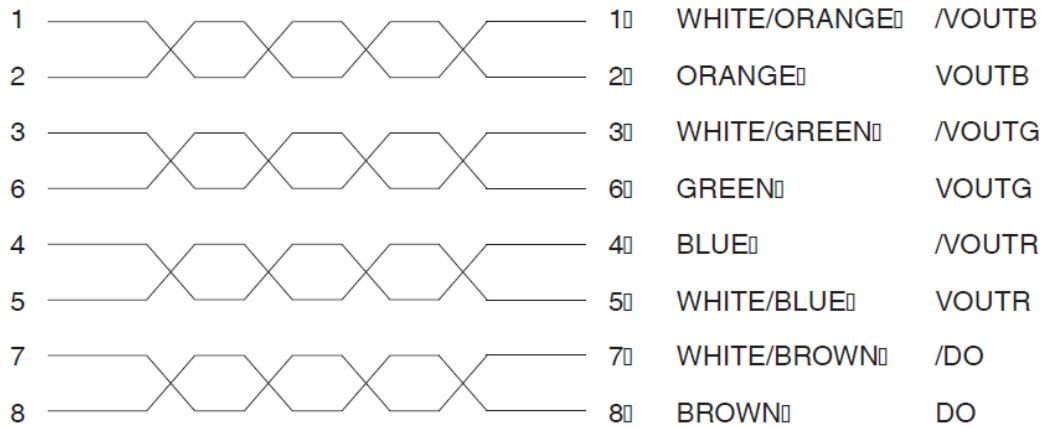 1 1▯ WHITE/ORANGE▯ /VOUTB
2 2▯ ORANGE▯ VOUTB
3 3▯ WHITE/GREEN▯ /VOUTG
6 6▯ GREEN▯ VOUTG
4 4▯ BLUE▯ /VOUTR
5 5▯ WHITE/BLUE▯ VOUTR
7 7▯ WHITE/BROWN▯ /DO
8 8▯ BROWN▯ DO